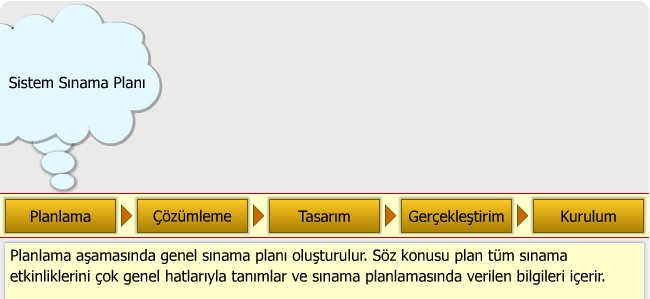 Sistem Sınama Planı
Planlama
Çözümleme
Tasarım
Gerçekleştirim
Kurulum
Planlama aşamasında genel sınama planı oluşturulur. Söz konusu plan tüm sınama
etkinliklerini çok genel hatlarıyla tanımlar ve sınama planlamasında verilen bilgileri içerir.